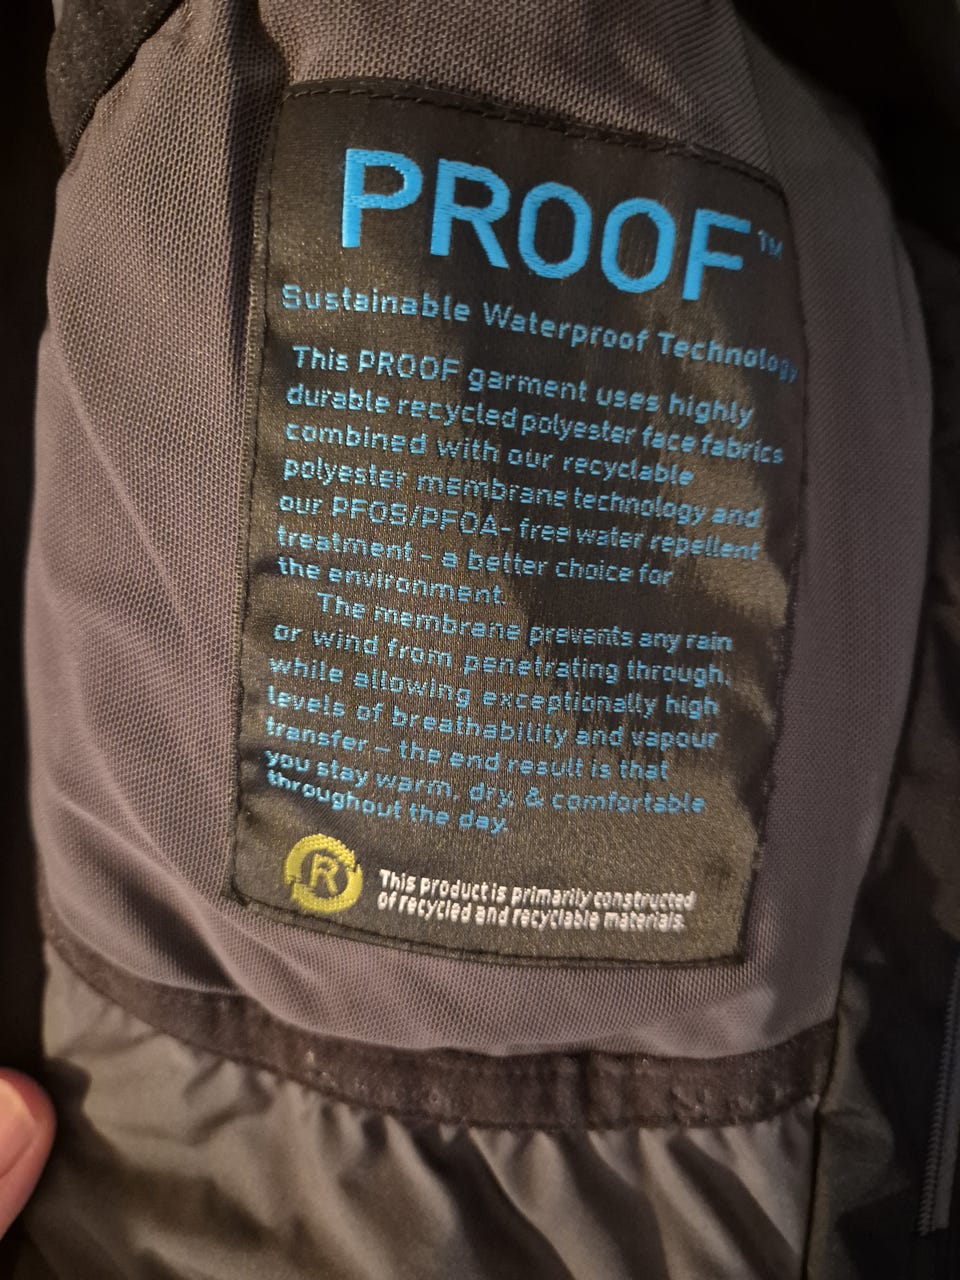 PROOF™
Sustainable Waterproof Technology
This PROOF garment uses highly
durable recycled polyester face fabrics
combined with our recyclable
polyester membrane technology and
our PFOS/PFOA- free water repellent
treatment - a better choice for
the environment.
The membrane prevents any rain
or wind from penetrating through,
while allowing exceptionally high
levels of breathability and vapour
transfer – the end result is that
you stay warm, dry, & comfortable
throughout the day.
R
This product is primarily constructed
of recycled and recyclable materials.